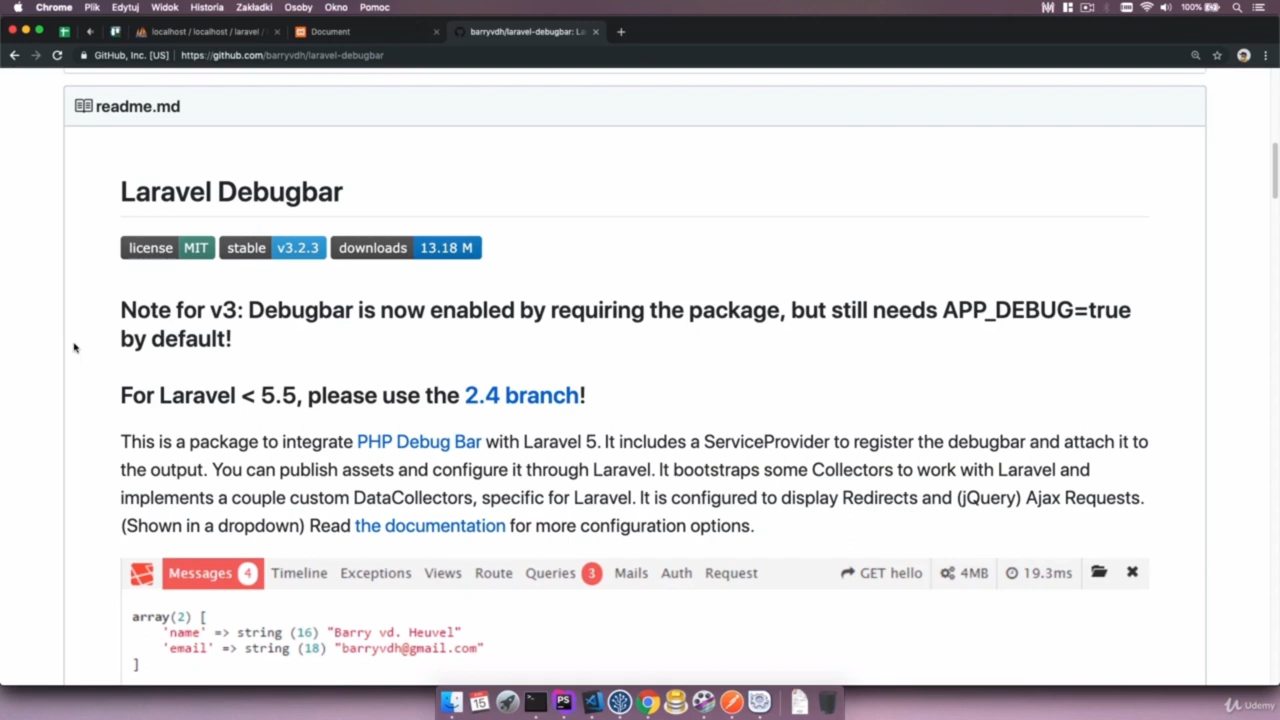 Chrome Plik Edytuj Widok Historia Zakładki Osoby Okno Pomoc 100%
localhost / localhost / laravel / Document barryvdh/laravel-debugbar: La
GitHub, Inc. [US] https://github.com/barryvdh/laravel-debugbar
readme.md
Laravel Debugbar
license MIT stable v3.2.3 downloads 13.18 M
Note for v3: Debugbar is now enabled by requiring the package, but still needs APP_DEBUG=true
by default!
For Laravel < 5.5, please use the 2.4 branch!
This is a package to integrate PHP Debug Bar with Laravel 5. It includes a ServiceProvider to register the debugbar and attach it to
the output. You can publish assets and configure it through Laravel. It bootstraps some Collectors to work with Laravel and
implements a couple custom DataCollectors, specific for Laravel. It is configured to display Redirects and (jQuery) Ajax Requests.
(Shown in a dropdown) Read the documentation for more configuration options.
Messages 4 Timeline Exceptions Views Route Queries 3 Mails Auth Request GET hello 4MB 19.3ms
array(2) [
'name' => string (16) "Barry vd. Heuvel"
'email' => string (18) "barryvdh@gmail.com"
]
15 PS
Udemy